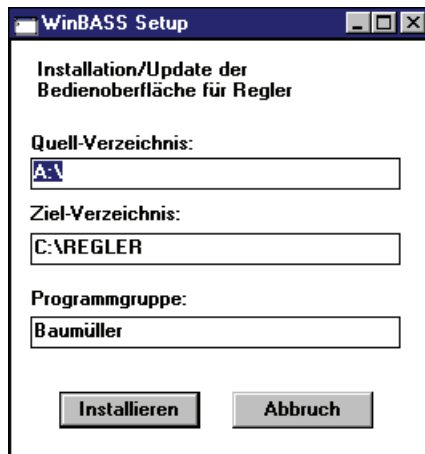 WinBASS Setup
Installation/Update der
Bedienoberfläche für Regler
Quell-Verzeichnis:
A:\
Ziel-Verzeichnis:
C:\REGLER
Programmgruppe:
Baumüller
Installieren
Abbruch